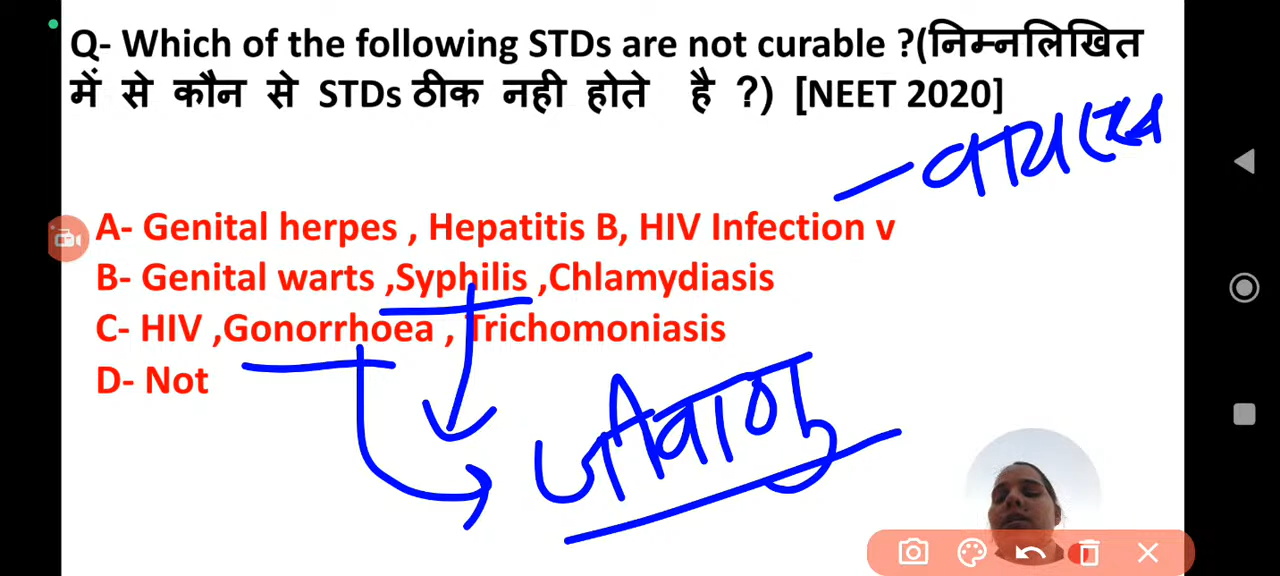 Q- Which of the following STDs are not curable ?(निम्नलिखित
में से कौन से STDs ठीक नही होते है ?) [NEET 2020]
वायरस
A- Genital herpes , Hepatitis B, HIV Infection v
B- Genital warts ,Syphilis ,Chlamydiasis
C- HIV ,Gonorrhoea , Trichomoniasis
D- Not
जीवाणु